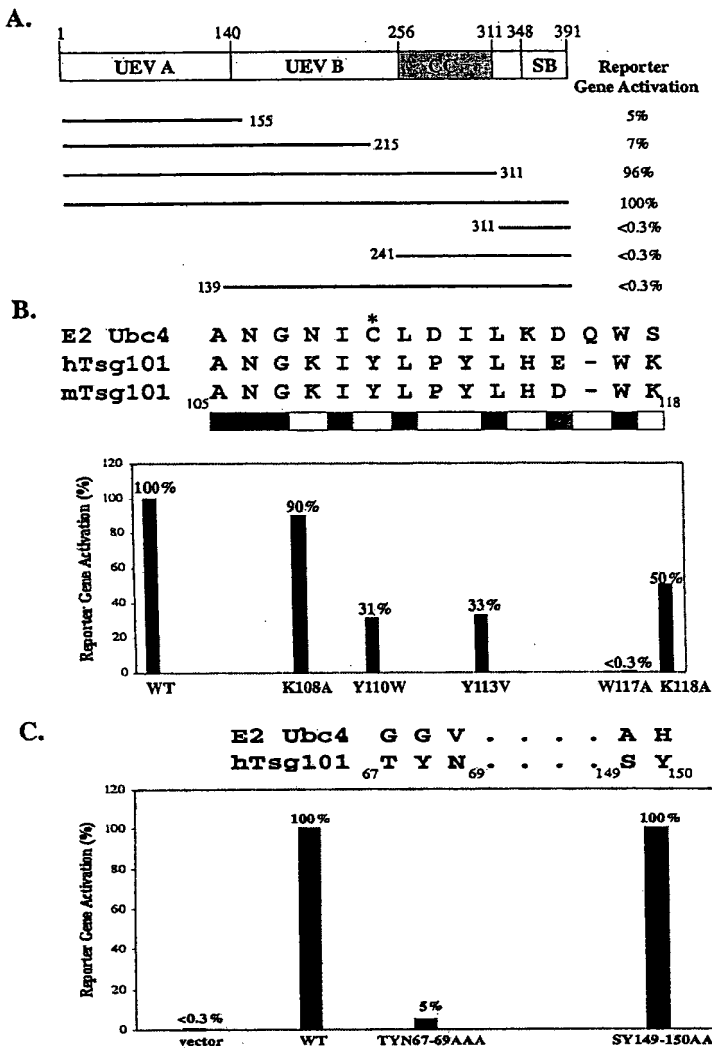 A.
1 140 256 311 348 391
UEV A UEV B CC SB Reporter
Gene Activation
155 5%
215 7%
311 96%
100%
311 <0.3%
241 <0.3%
139 <0.3%
B.
*
E2 Ubc4 A N G N I C L D I L K D Q W S
hTsg101 A N G K I Y L P Y L H E - W K
mTsg101 A N G K I Y L P Y L H D - W K
105 118
Reporter Gene Activation (%)
120
100
80
60
40
20
0
100% 90% 31% 33% <0.3% 50%
WT K108A Y110W Y113V W117A K118A
C.
E2 Ubc4 G G V . . . . A H
hTsg101 T Y N . . . . S Y
67 69 149 150
Reporter Gene Activation (%)
120
100
80
60
40
20
0
<0.3% 100% 5% 100%
vector WT TYN67-69AAA SY149-150AA